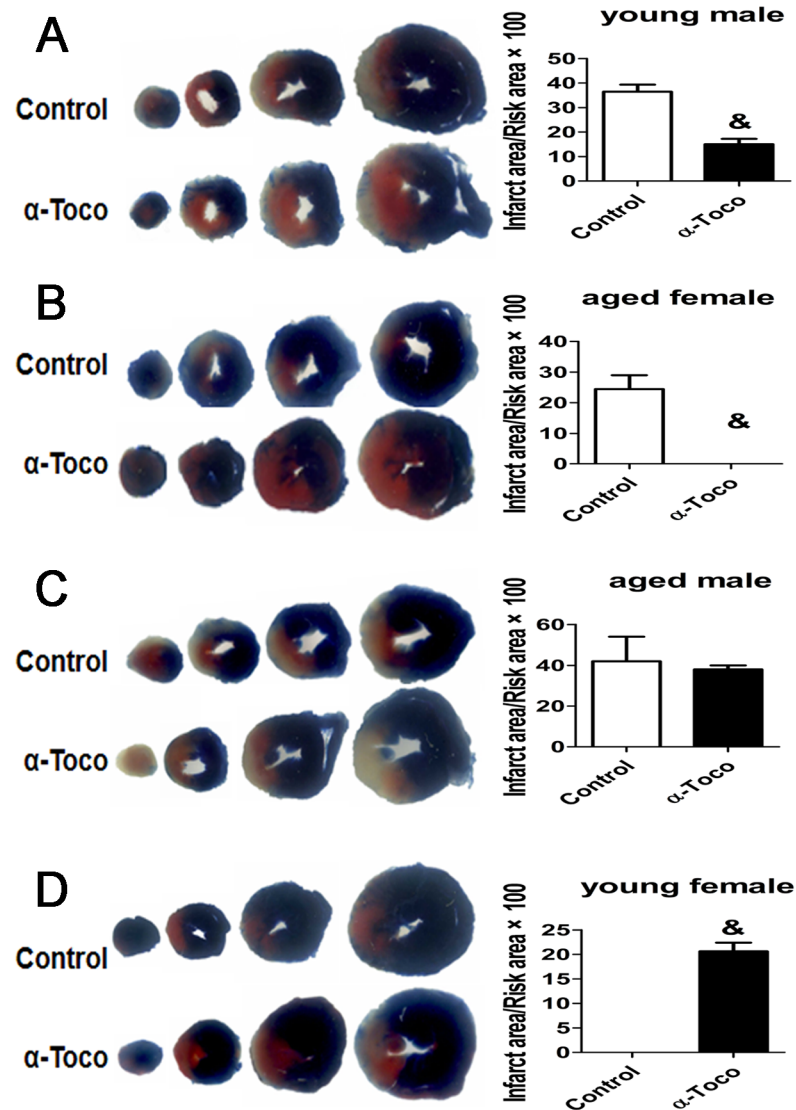 A
Control
α-Toco
young male
Infarct area/Risk area × 100
50
40
30
20
10
0
&
Control
α-Toco
B
Control
α-Toco
aged female
Infarct area/Risk area × 100
40
30
20
10
0
&
Control
α-Toco
C
Control
α-Toco
aged male
Infarct area/Risk area × 100
60
40
20
0
Control
α-Toco
D
Control
α-Toco
young female
Infarct area/Risk area × 100
25
20
15
10
5
0
&
Control
α-Toco